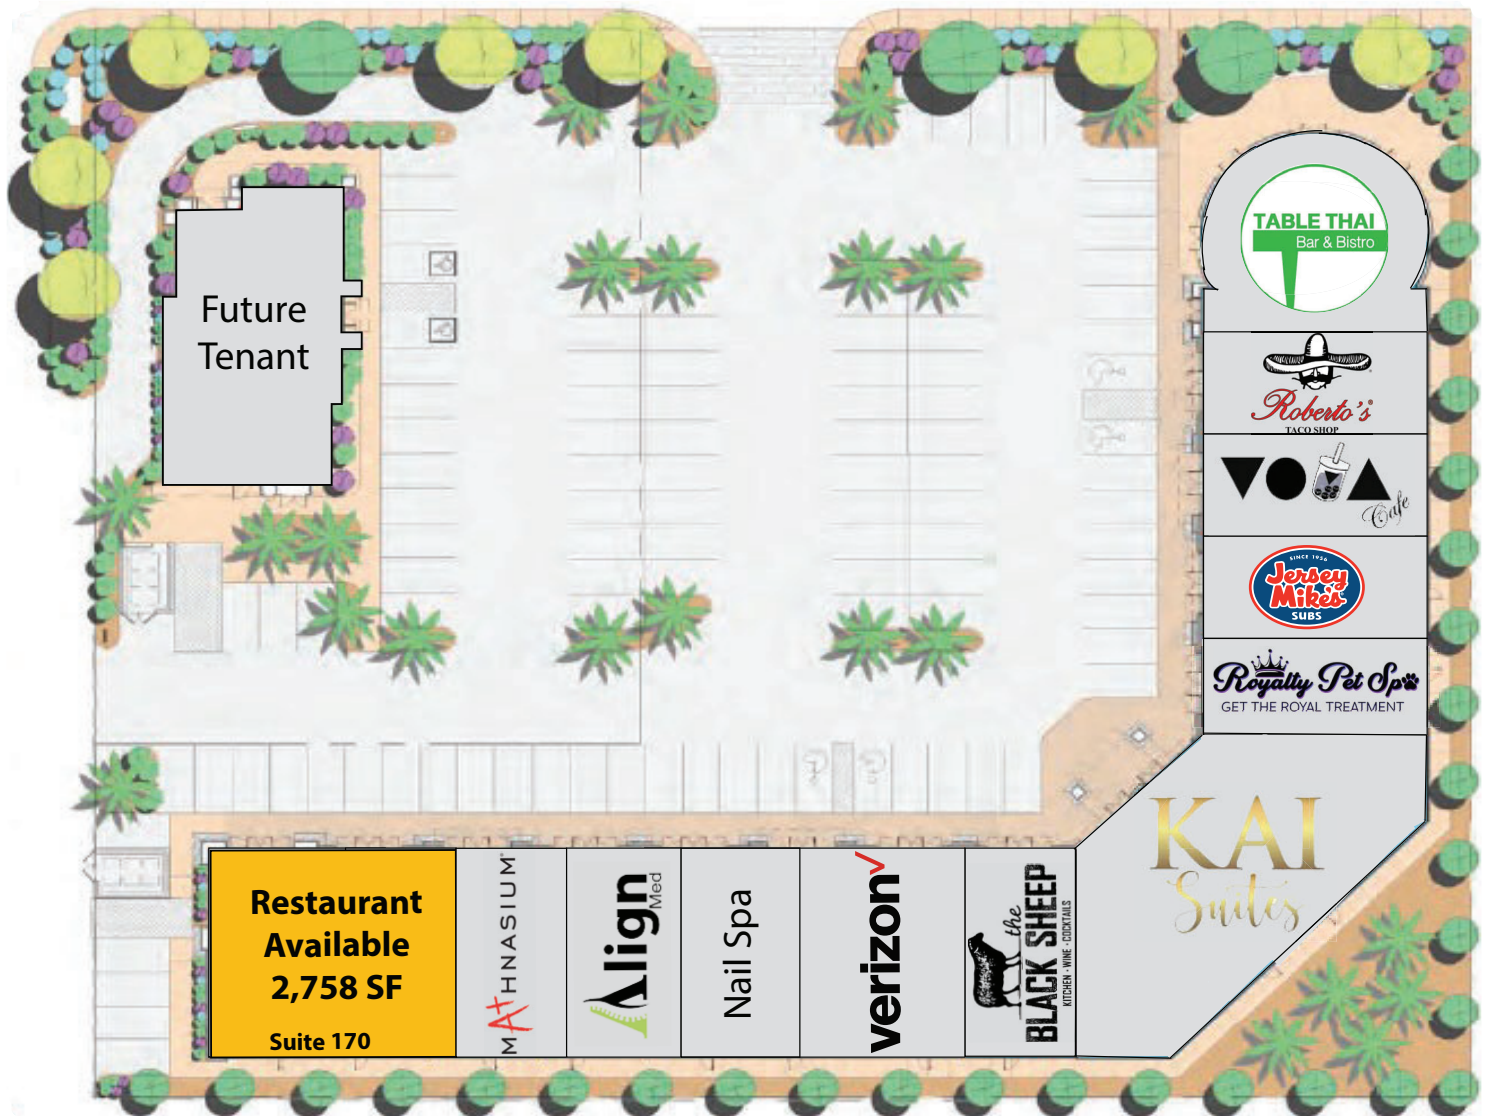 TABLE THAI
Bar & Bistro
Future
Tenant
Roberto's®
TACO SHOP
Cafe
SINCE 1956
Jersey
Mike's
SUBS
Royalty Pet Spa
GET THE ROYAL TREATMENT
KAI
Suites
Restaurant
Available
2,758 SF
Suite 170
MA+HNASIUM
Align
Med
Nail Spa
verizon
the
BLACK SHEEP
KITCHEN · WINE · COCKTAILS